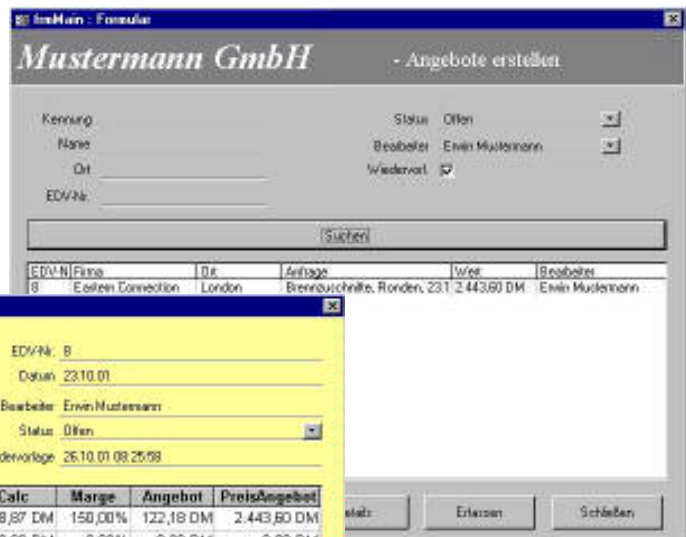 frmMain : Formular
Mustermann GmbH - Angebote erstellen
Kennung Status Offen
Name Bearbeiter Erwin Mustermann
Ort Wiedervorl.
EDV-Nr.
Suchen
EDV-N Firma Ort Anfrage Wert Bearbeiter
8 Eastern Connection London Brennzuschnitte, Ronden, 23.1 2.443,60 DM Erwin Mustermann
EDV-Nr. 8
Datum 23.10.01
Bearbeiter Erwin Mustermann
Status Offen
dervorlage 26.10.01 08:25:58
Calc Marge Angebot PreisAngebot
8,87 DM 150,00% 122,18 DM 2.443,60 DM
etails Erfassen Schließen